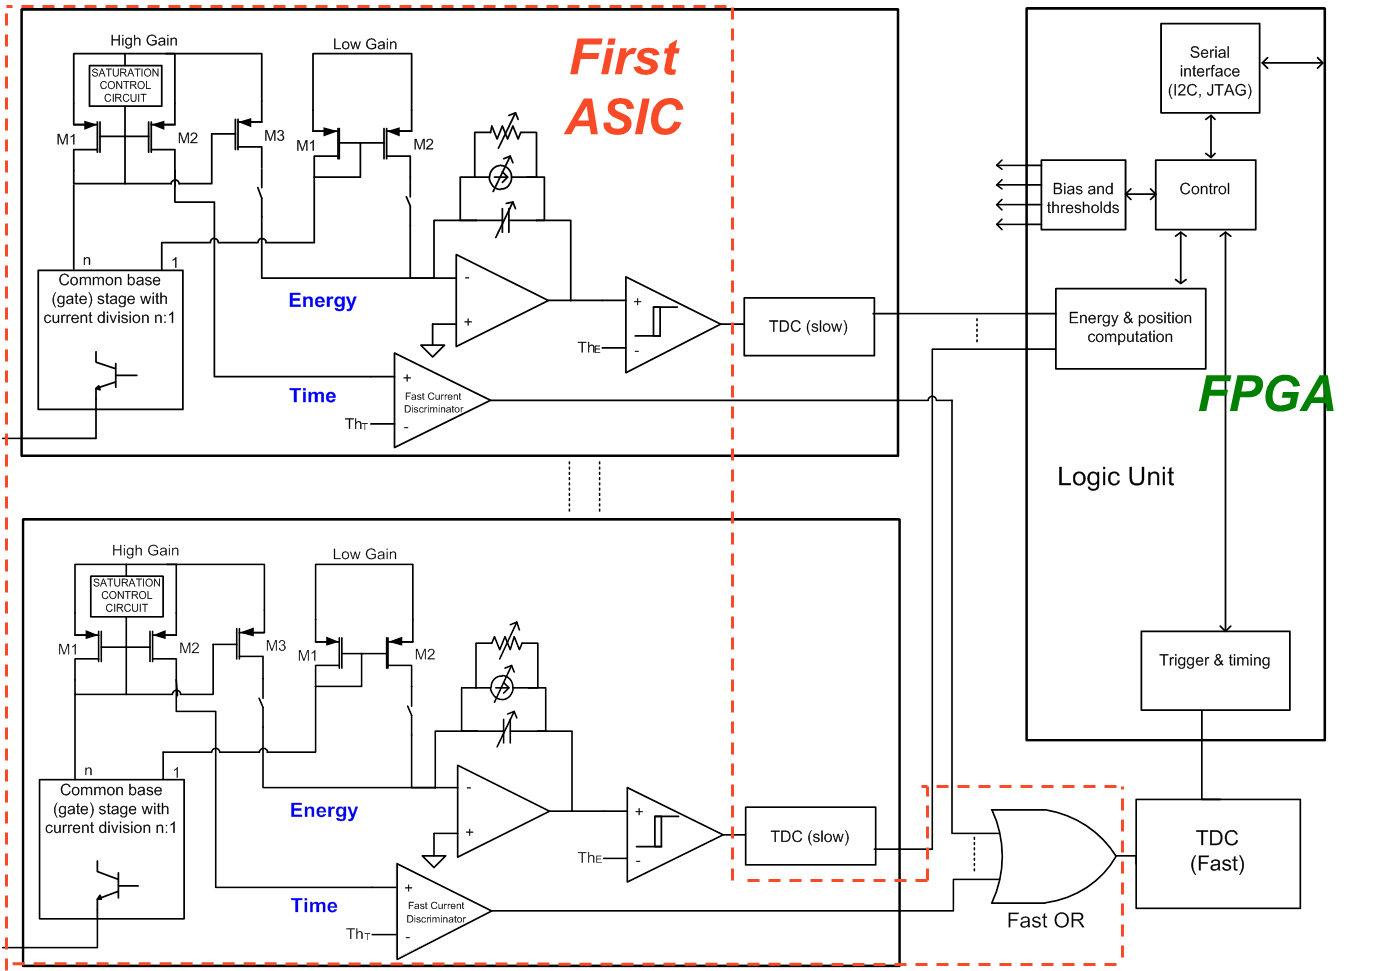 High Gain
Low Gain
First
ASIC
SATURATION
CONTROL
CIRCUIT
M1
M2
M3
M1
M2
n
1
Common base
(gate) stage with
current division n:1
Energy
-
+
+
-
ThE
TDC (slow)
Time
+
-
Fast Current
Discriminator
ThT
Serial
interface
(I2C, JTAG)
Bias and
thresholds
Control
Energy & position
computation
FPGA
Logic Unit
Trigger & timing
High Gain
Low Gain
SATURATION
CONTROL
CIRCUIT
M1
M2
M3
M1
M2
n
1
Common base
(gate) stage with
current division n:1
Energy
-
+
+
-
ThE
TDC (slow)
Time
+
-
Fast Current
Discriminator
ThT
Fast OR
TDC
(Fast)